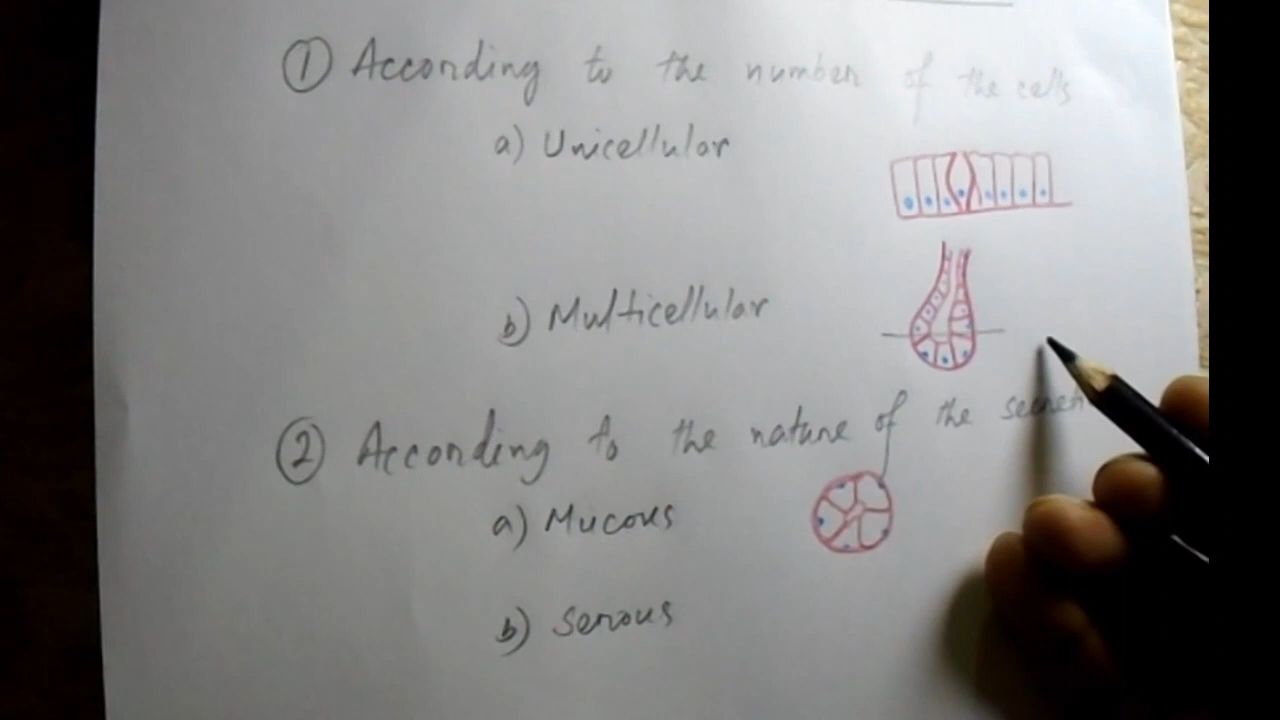 ① According to the number of the cells
a) Unicellular
b) Multicellular
② According to the nature of the
a) Mucous
b) Serous